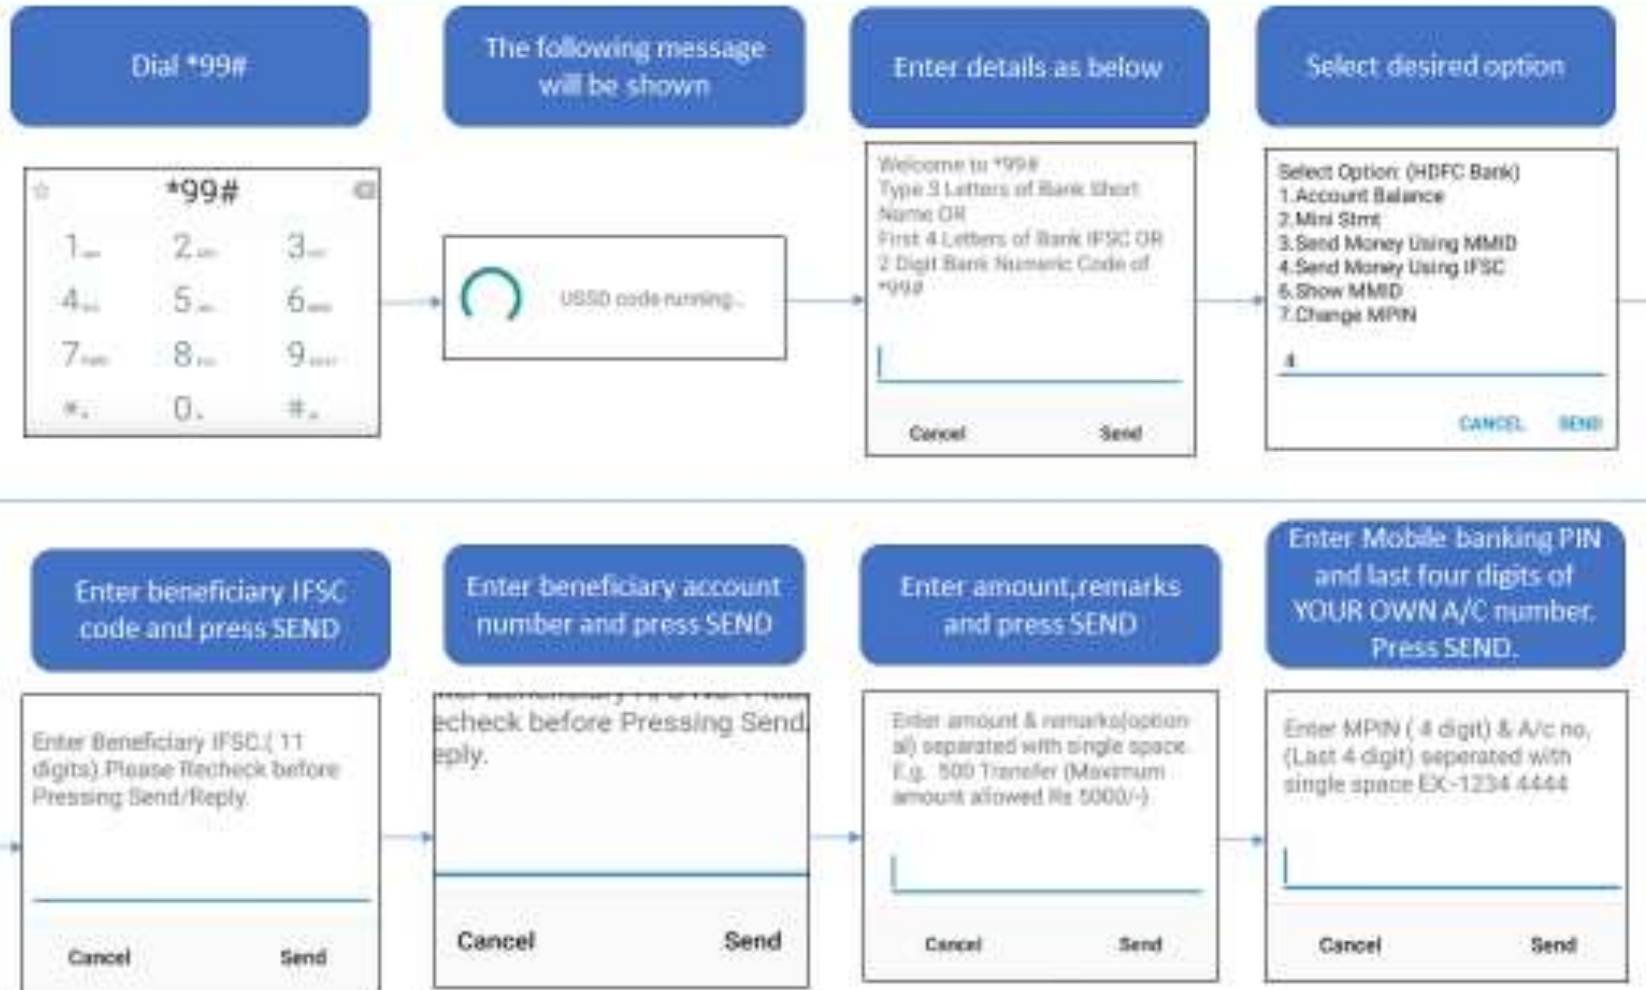 Dial *99#
The following message
will be shown
Enter details as below
Select desired option
*99#
1
2
3
4
5
6
7
8
9
*
0
#
USSD code running...
Welcome to *99#
Type 3 Letters of Bank Short
Name OR
First 4 Letters of Bank IFSC OR
2 Digit Bank Numeric Code of
*99#
Cancel Send
Select Option: (HDFC Bank)
1.Account Balance
2.Mini Stmt
3.Send Money Using MMID
4.Send Money Using IFSC
6.Show MMID
7.Change MPIN
4
CANCEL SEND
Enter beneficiary IFSC
code and press SEND
Enter beneficiary account
number and press SEND
Enter amount,remarks
and press SEND
Enter Mobile banking PIN
and last four digits of
YOUR OWN A/C number.
Press SEND.
Enter Beneficiary IFSC.( 11
digits).Please Recheck before
Pressing Send/Reply.
Cancel Send
echeck before Pressing Send
eply.
Cancel Send
Enter amount & remarks(option
al) separated with single space.
E.g. 500 Transfer (Maximum
amount allowed Rs 5000/-)
Cancel Send
Enter MPIN ( 4 digit) & A/c no.
(Last 4 digit) seperated with
single space EX:-1234 4444
Cancel Send